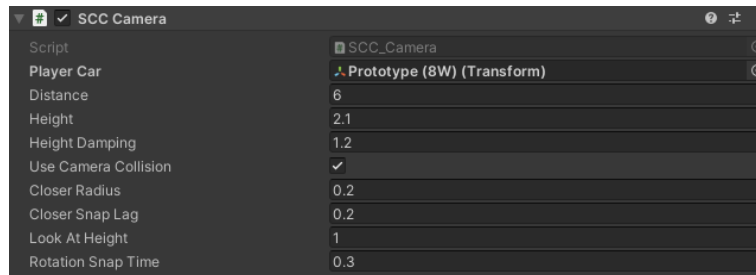 SCC Camera
Script SCC_Camera
Player Car Prototype (8W) (Transform)
Distance 6
Height 2.1
Height Damping 1.2
Use Camera Collision
Closer Radius 0.2
Closer Snap Lag 0.2
Look At Height 1
Rotation Snap Time 0.3